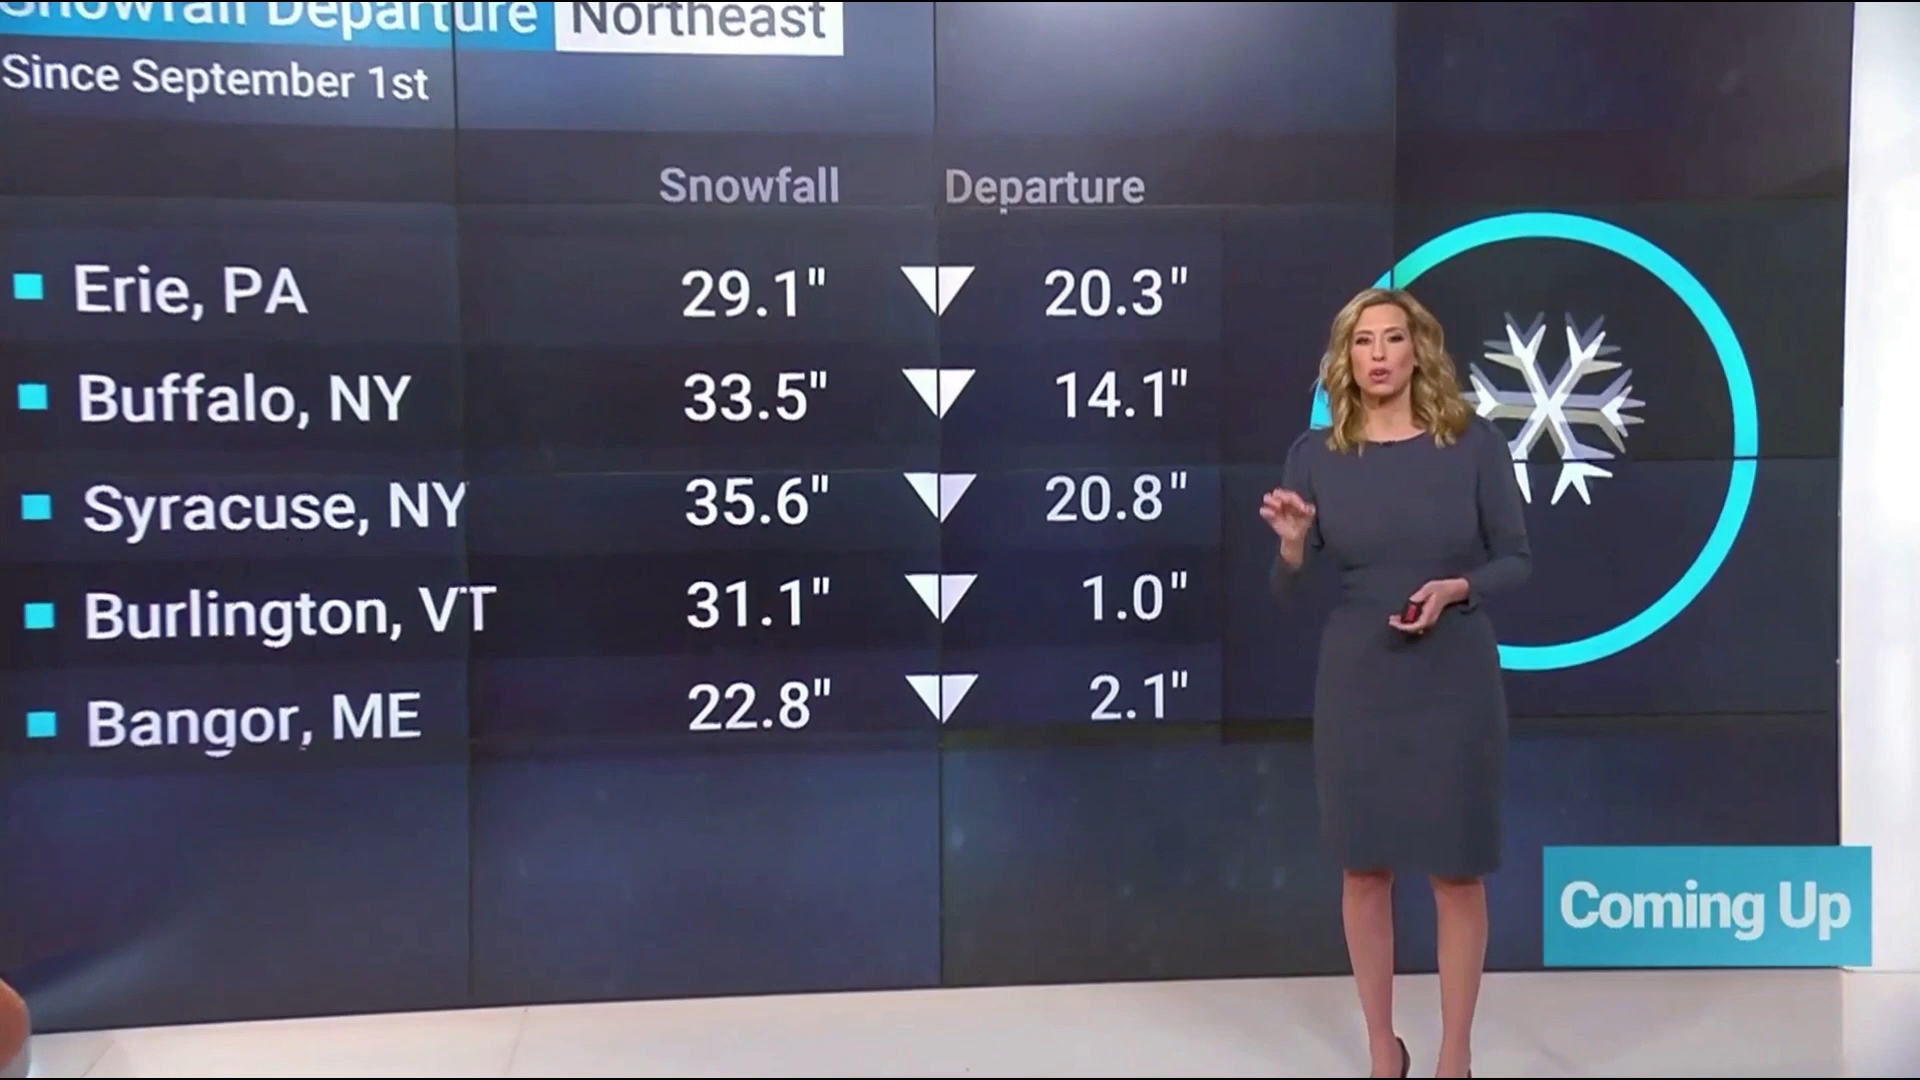 Snowfall Departure Northeast
Since September 1st
Snowfall Departure
Erie, PA 29.1" 20.3"
Buffalo, NY 33.5" 14.1"
Syracuse, NY 35.6" 20.8"
Burlington, VT 31.1" 1.0"
Bangor, ME 22.8" 2.1"
Coming Up